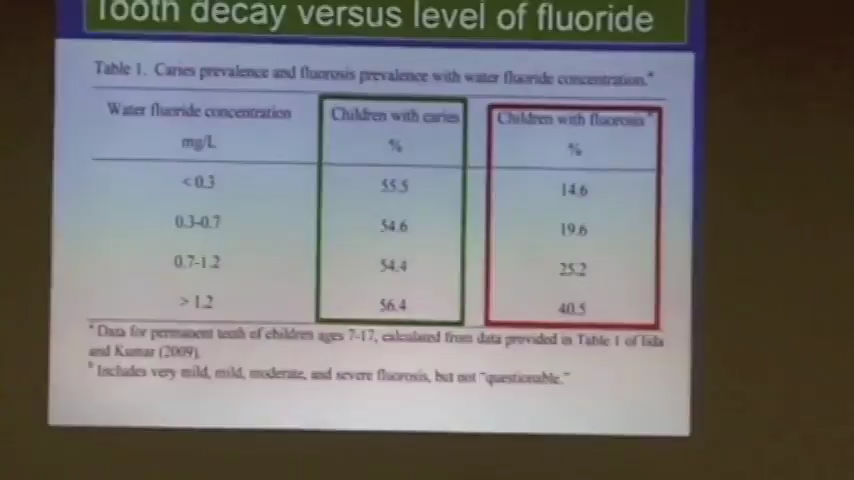 Tooth decay versus level of fluoride
Table 1. Caries prevalence and fluorosis prevalence with water fluoride concentration.ᵃ
Water fluoride concentration Children with caries Children with fluorosisᵇ
mg/L % %
<0.3 55.5 14.6
0.3-0.7 54.6 19.6
0.7-1.2 54.4 25.2
>1.2 56.4 40.5
ᵃ Data for permanent teeth of children ages 7-17, calculated from data provided in Table 1 of Iida
and Kumar (2009).
ᵇ Includes very mild, mild, moderate, and severe fluorosis, but not "questionable."